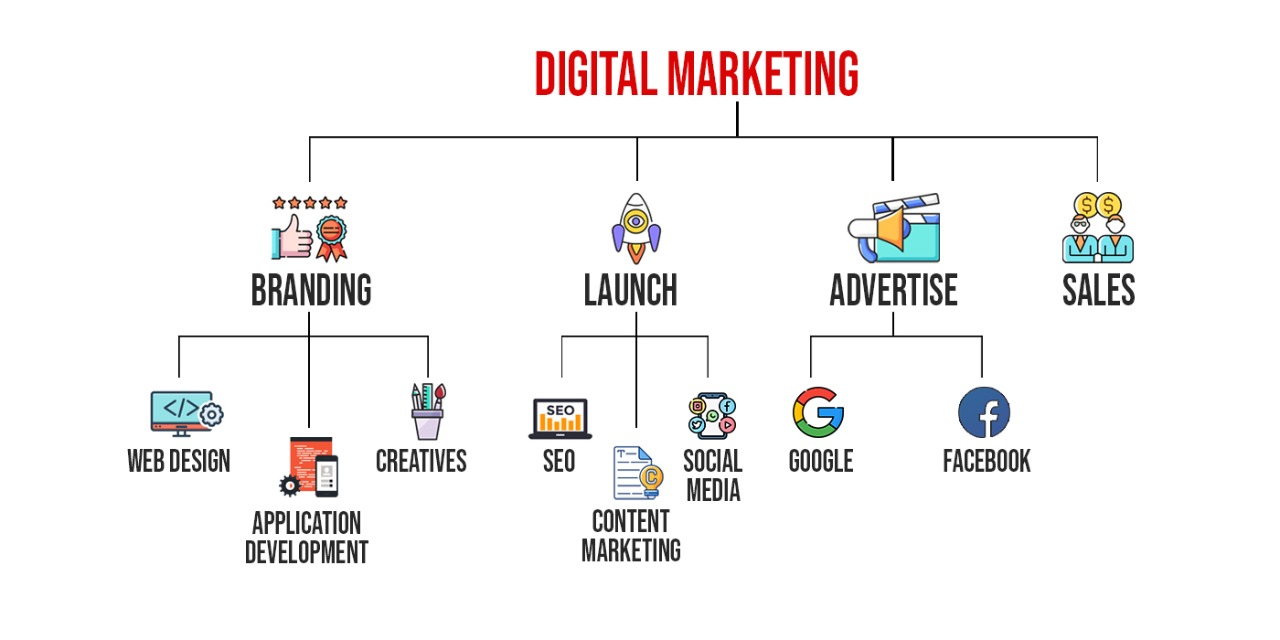 DIGITAL MARKETING
BRANDING
LAUNCH
ADVERTISE
SALES
WEB DESIGN
APPLICATION
DEVELOPMENT
CREATIVES
SEO
SEO
CONTENT
MARKETING
SOCIAL
MEDIA
GOOGLE
FACEBOOK